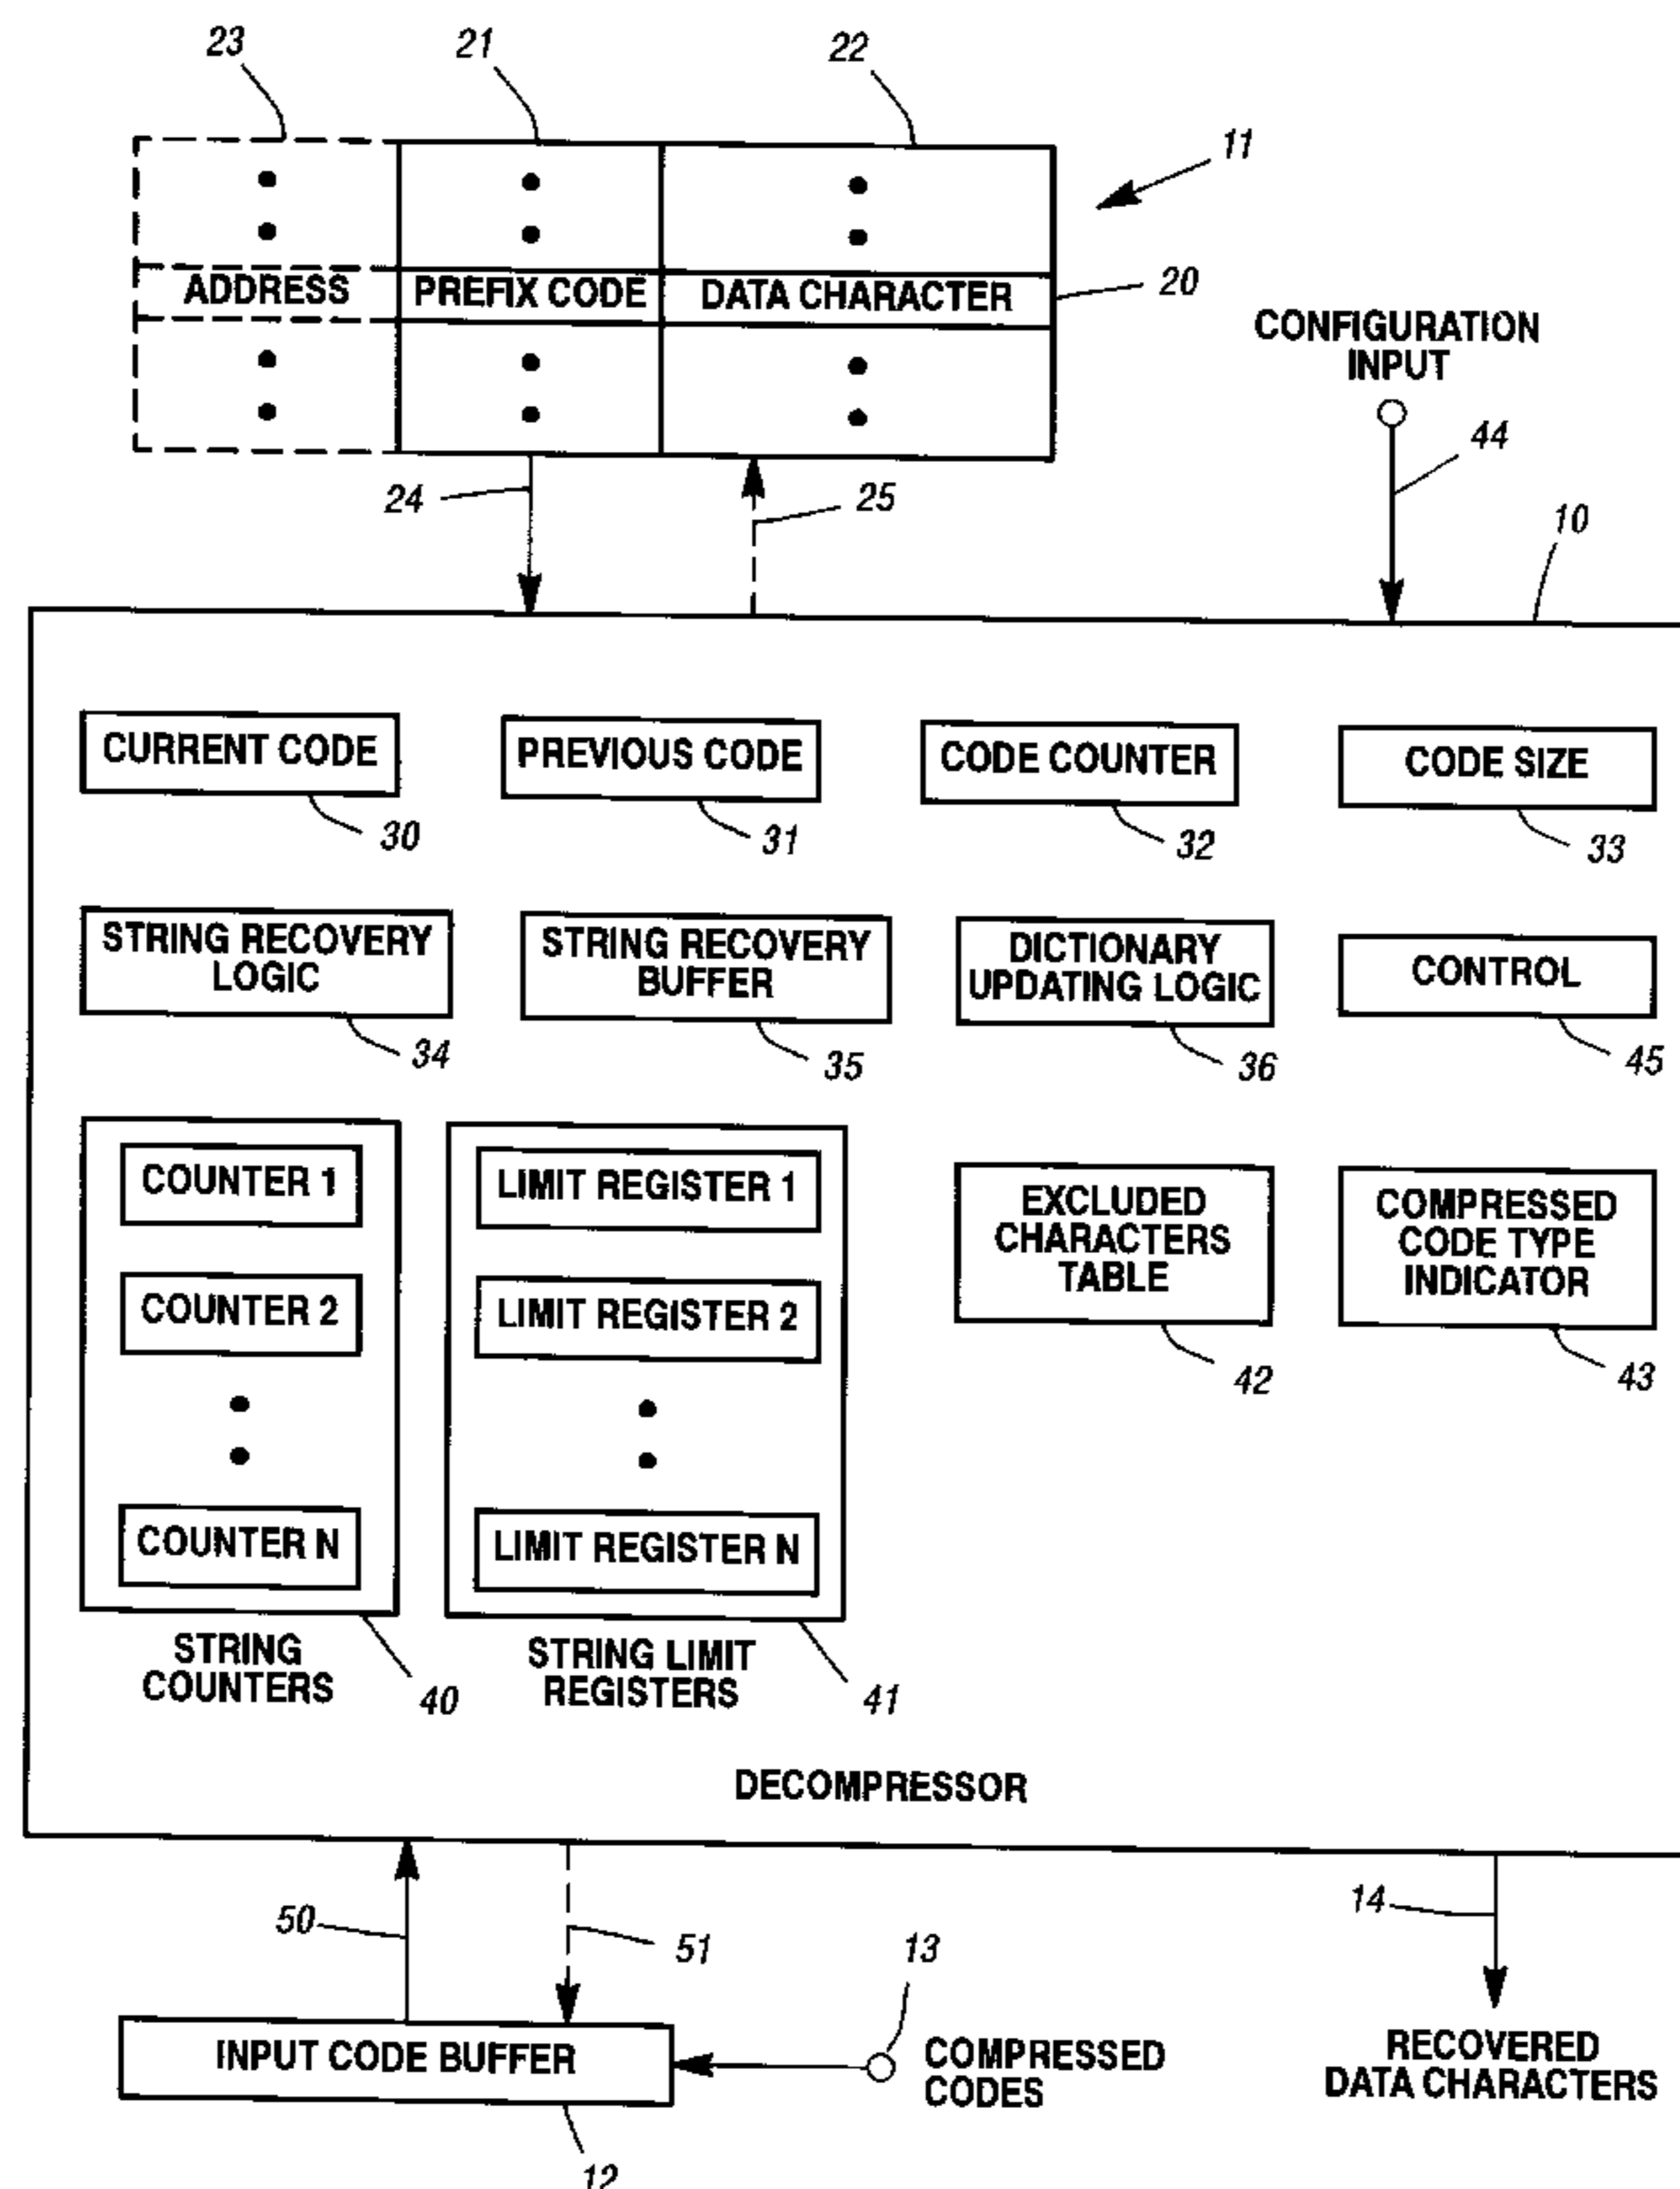 23
21
22
11
ADDRESS
PREFIX CODE
DATA CHARACTER
20
CONFIGURATION
INPUT
44
24
25
10
CURRENT CODE
30
PREVIOUS CODE
31
CODE COUNTER
32
CODE SIZE
33
STRING RECOVERY
LOGIC
34
STRING RECOVERY
BUFFER
35
DICTIONARY
UPDATING LOGIC
36
CONTROL
45
COUNTER 1
COUNTER 2
COUNTER N
STRING
COUNTERS
40
LIMIT REGISTER 1
LIMIT REGISTER 2
LIMIT REGISTER N
STRING LIMIT
REGISTERS
41
EXCLUDED
CHARACTERS
TABLE
42
COMPRESSED
CODE TYPE
INDICATOR
43
DECOMPRESSOR
50
51
13
14
INPUT CODE BUFFER
COMPRESSED
CODES
RECOVERED
DATA CHARACTERS
12